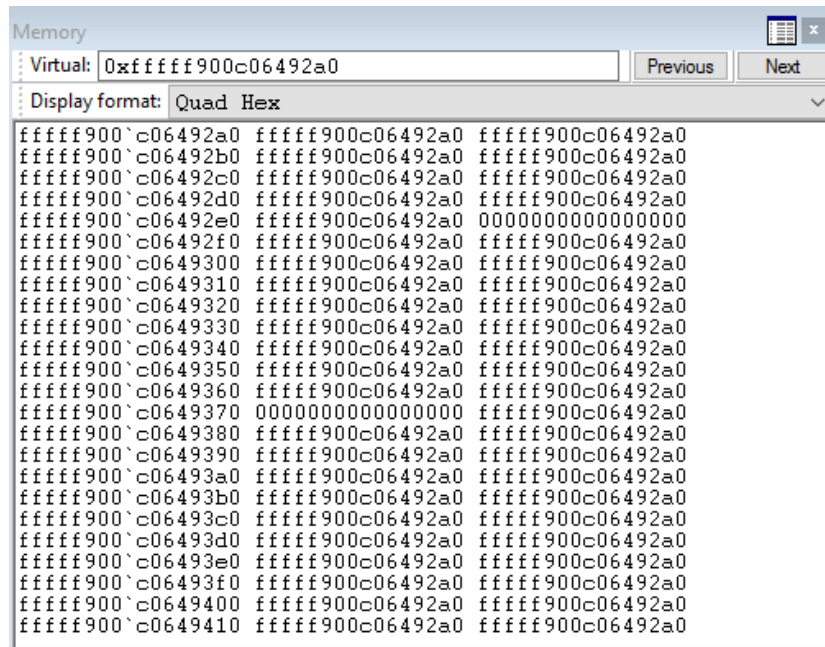 Memory
x
Virtual: 0xfffff900c06492a0 Previous Next
Display format: Quad Hex
fffff900`c06492a0 fffff900c06492a0 fffff900c06492a0
fffff900`c06492b0 fffff900c06492a0 fffff900c06492a0
fffff900`c06492c0 fffff900c06492a0 fffff900c06492a0
fffff900`c06492d0 fffff900c06492a0 fffff900c06492a0
fffff900`c06492e0 fffff900c06492a0 0000000000000000
fffff900`c06492f0 fffff900c06492a0 fffff900c06492a0
fffff900`c0649300 fffff900c06492a0 fffff900c06492a0
fffff900`c0649310 fffff900c06492a0 fffff900c06492a0
fffff900`c0649320 fffff900c06492a0 fffff900c06492a0
fffff900`c0649330 fffff900c06492a0 fffff900c06492a0
fffff900`c0649340 fffff900c06492a0 fffff900c06492a0
fffff900`c0649350 fffff900c06492a0 fffff900c06492a0
fffff900`c0649360 fffff900c06492a0 fffff900c06492a0
fffff900`c0649370 0000000000000000 fffff900c06492a0
fffff900`c0649380 fffff900c06492a0 fffff900c06492a0
fffff900`c0649390 fffff900c06492a0 fffff900c06492a0
fffff900`c06493a0 fffff900c06492a0 fffff900c06492a0
fffff900`c06493b0 fffff900c06492a0 fffff900c06492a0
fffff900`c06493c0 fffff900c06492a0 fffff900c06492a0
fffff900`c06493d0 fffff900c06492a0 fffff900c06492a0
fffff900`c06493e0 fffff900c06492a0 fffff900c06492a0
fffff900`c06493f0 fffff900c06492a0 fffff900c06492a0
fffff900`c0649400 fffff900c06492a0 fffff900c06492a0
fffff900`c0649410 fffff900c06492a0 fffff900c06492a0